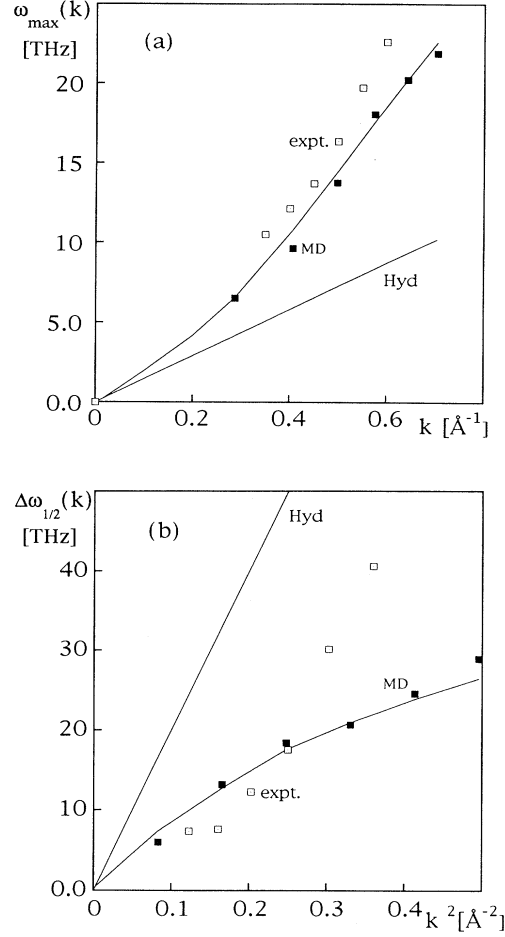 ω_max(k)
[THz]
(a)
20
expt.
15
MD
10
Hyd
5.0
0.0
0 0.2 0.4 0.6 k [Å⁻¹]
Δω_1/2(k)
[THz]
(b)
Hyd
40
30
MD
20
expt.
10
0.0
0 0.1 0.2 0.3 0.4 k ²[Å⁻²]